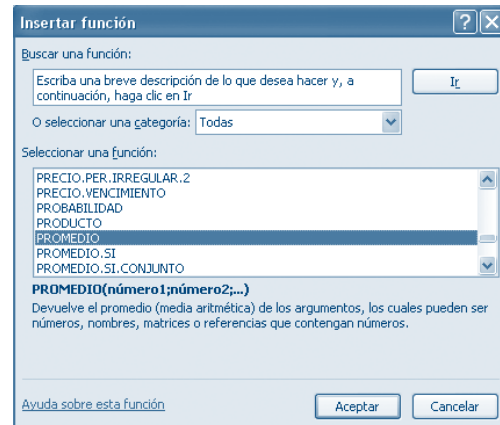 Insertar función
Buscar una función:
Escriba una breve descripción de lo que desea hacer y, a
continuación, haga clic en Ir
Ir
O seleccionar una categoría: Todas
Seleccionar una función:
PRECIO.PER.IRREGULAR.2
PRECIO.VENCIMIENTO
PROBABILIDAD
PRODUCTO
PROMEDIO
PROMEDIO.SI
PROMEDIO.SI.CONJUNTO
PROMEDIO(número1;número2;...)
Devuelve el promedio (media aritmética) de los argumentos, los cuales pueden ser
números, nombres, matrices o referencias que contengan números.
Ayuda sobre esta función
Aceptar
Cancelar